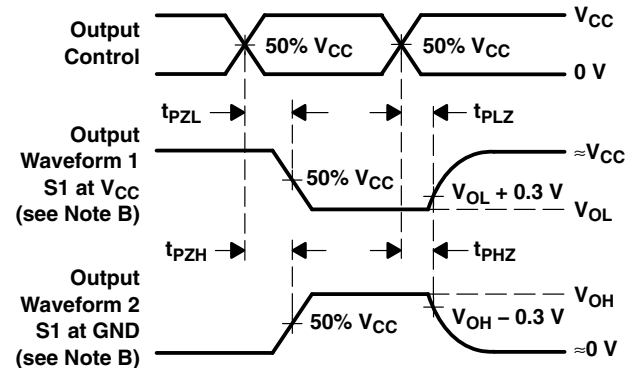 Output
Control
50% VCC
50% VCC
VCC
0 V
tPZL
tPLZ
Output
Waveform 1
S1 at VCC
(see Note B)
50% VCC
≈VCC
VOL + 0.3 V
VOL
tPZH
tPHZ
Output
Waveform 2
S1 at GND
(see Note B)
50% VCC
VOH
VOH − 0.3 V
≈0 V